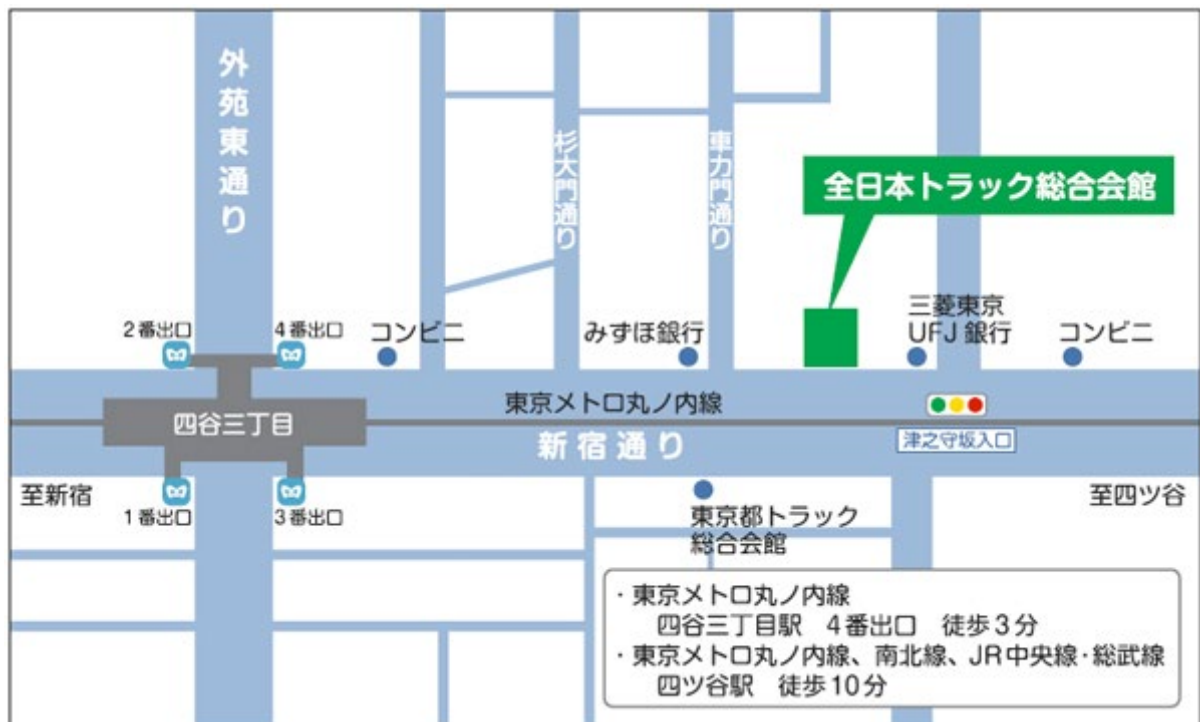 外苑東通り
杉大門通り
車力門通り
全日本トラック総合会館
2番出口
4番出口
コンビニ
みずほ銀行
三菱東京
UFJ銀行
コンビニ
東京メトロ丸ノ内線
四谷三丁目
新宿通り
津之守坂入口
至新宿
至四ツ谷
1番出口
3番出口
東京都トラック
総合会館
・東京メトロ丸ノ内線
四谷三丁目駅 4番出口 徒歩3分
・東京メトロ丸ノ内線、南北線、JR中央線・総武線
四ツ谷駅 徒歩10分